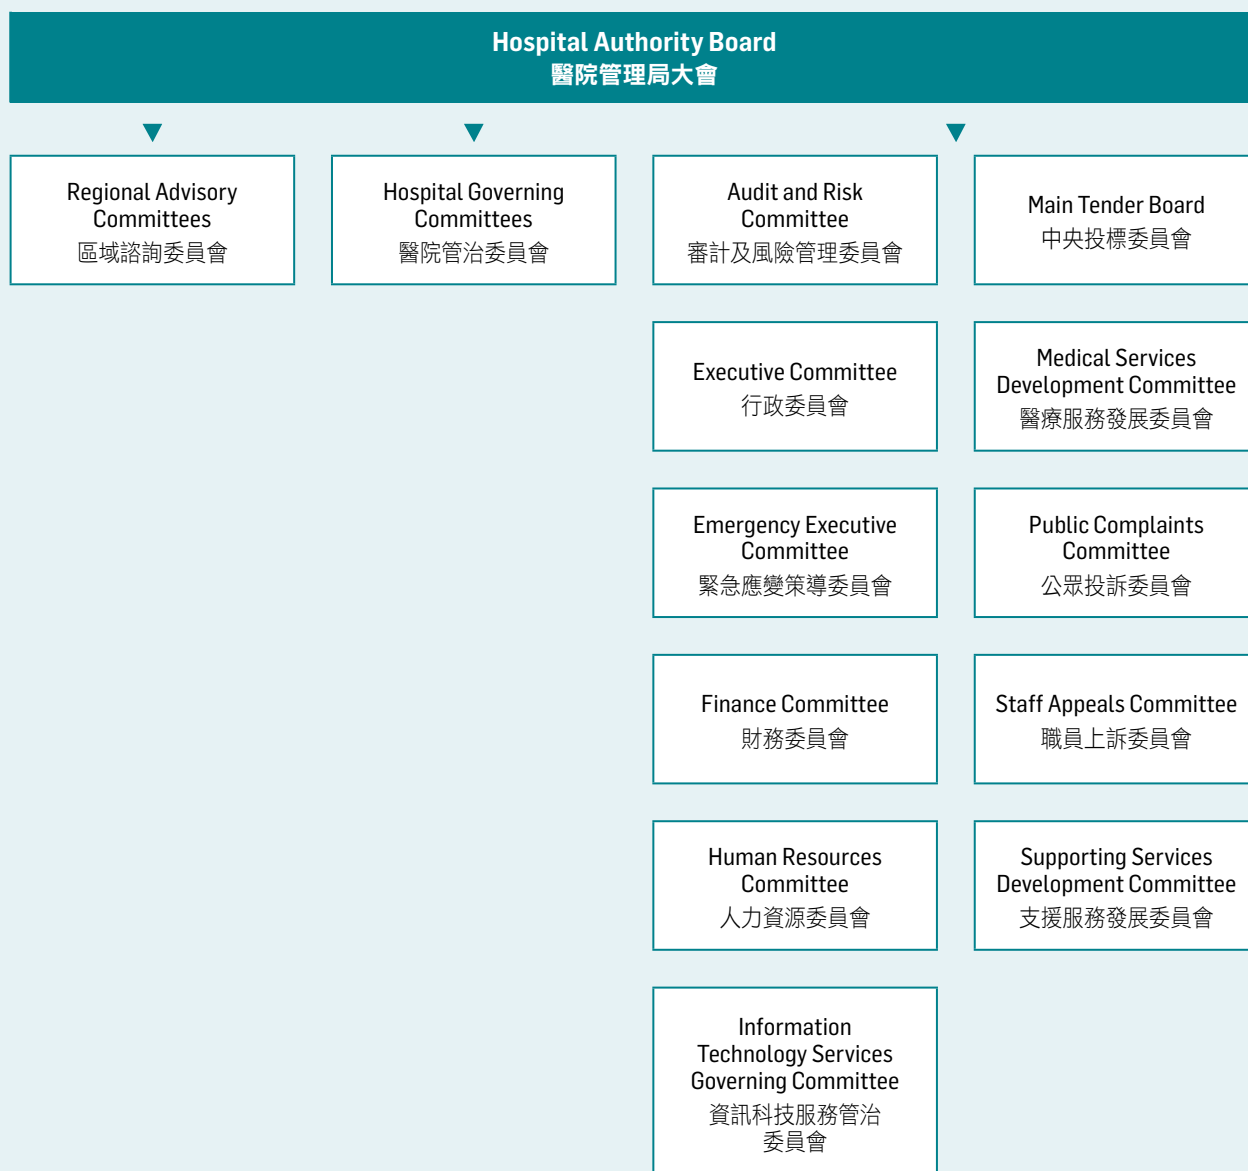 Hospital Authority Board
醫院管理局大會
Regional Advisory
Committees
區域諮詢委員會
Hospital Governing
Committees
醫院管治委員會
Audit and Risk
Committee
審計及風險管理委員會
Main Tender Board
中央投標委員會
Executive Committee
行政委員會
Medical Services
Development Committee
醫療服務發展委員會
Emergency Executive
Committee
緊急應變策導委員會
Public Complaints
Committee
公眾投訴委員會
Finance Committee
財務委員會
Staff Appeals Committee
職員上訴委員會
Human Resources
Committee
人力資源委員會
Supporting Services
Development Committee
支援服務發展委員會
Information
Technology Services
Governing Committee
資訊科技服務管治
委員會